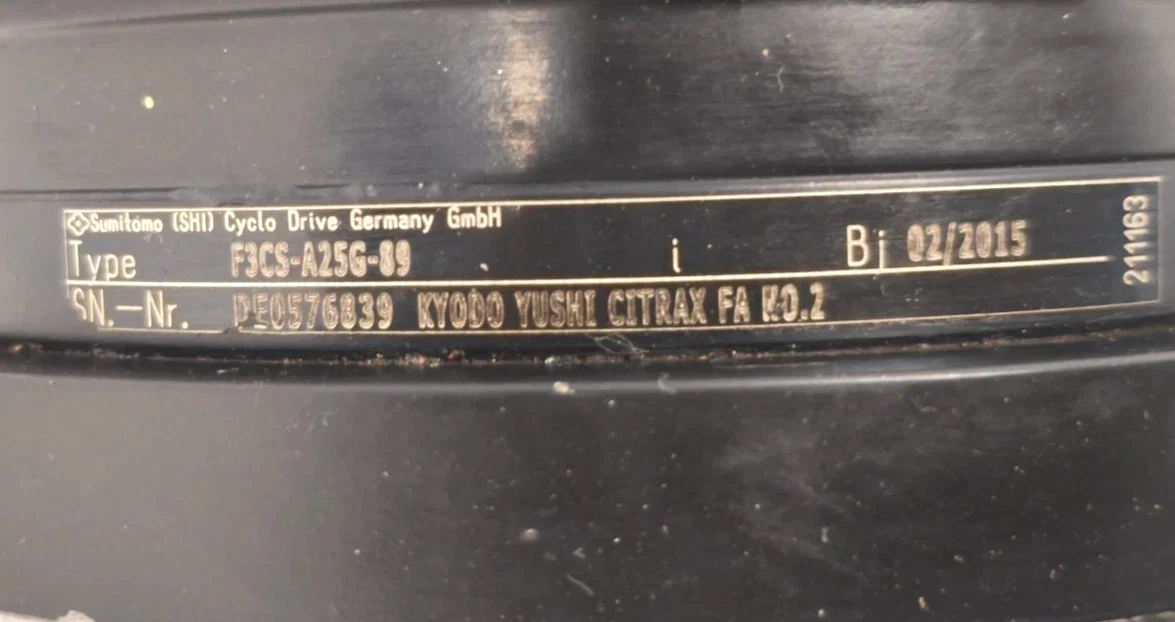 Sumitomo (SHI) Cyclo Drive Germany GmbH
Type F3CS-A25G-89 i Bj 02/2015
SN.-Nr. DE0576839 KYODO YUSHI CITRAX FA NO.2
211163